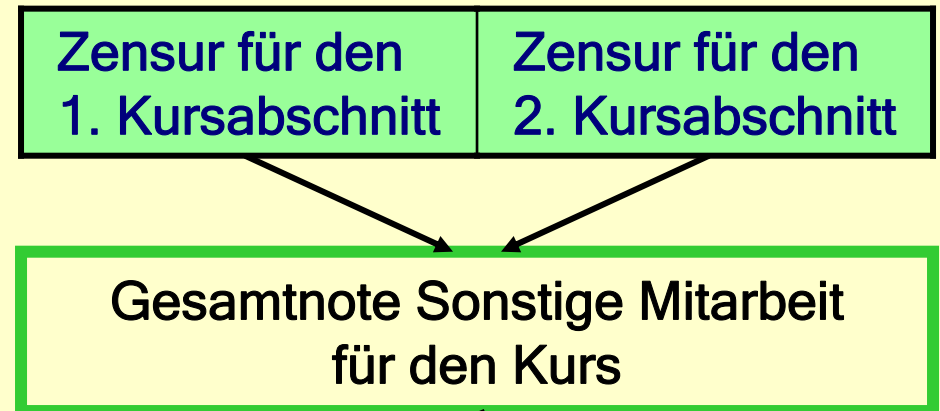 Zensur für den
1. Kursabschnitt
Zensur für den
2. Kursabschnitt
Gesamtnote Sonstige Mitarbeit
für den Kurs